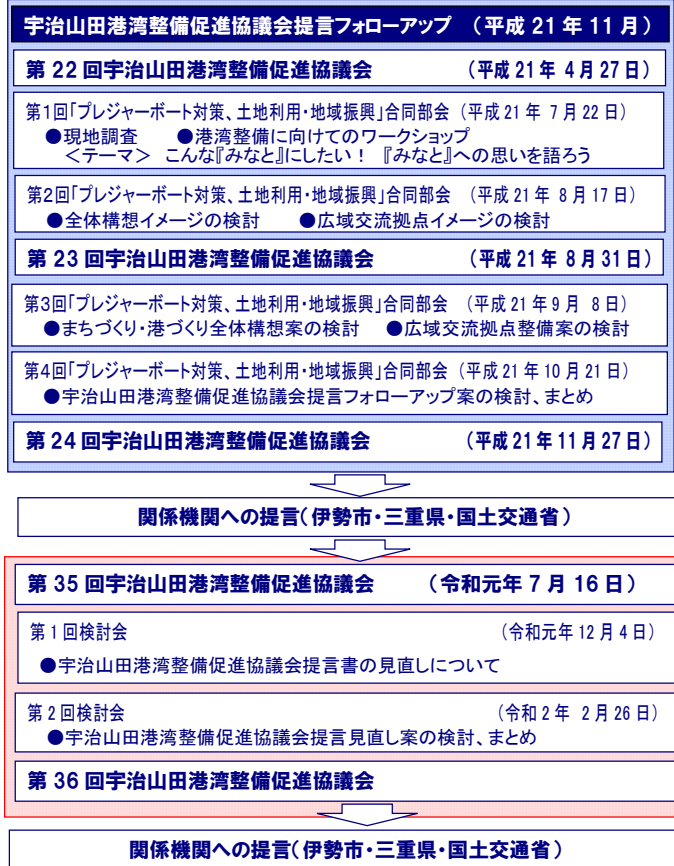 宇治山田港湾整備促進協議会提言フォローアップ （平成 21 年 11 月）
第 22 回宇治山田港湾整備促進協議会 （平成 21 年 4 月 27 日）
第1回「プレジャーボート対策、土地利用・地域振興」合同部会 （平成 21 年 7 月 22 日）
●現地調査 ●港湾整備に向けてのワークショップ
＜テーマ＞ こんな『みなと』にしたい！ 『みなと』への思いを語ろう
第2回「プレジャーボート対策、土地利用・地域振興」合同部会 （平成 21 年 8 月 17 日）
●全体構想イメージの検討 ●広域交流拠点イメージの検討
第 23 回宇治山田港湾整備促進協議会 （平成 21 年 8 月 31 日）
第3回「プレジャーボート対策、土地利用・地域振興」合同部会 （平成 21 年 9 月 8 日）
●まちづくり・港づくり全体構想案の検討 ●広域交流拠点整備案の検討
第4回「プレジャーボート対策、土地利用・地域振興」合同部会 （平成 21 年 10 月 21 日）
●宇治山田港湾整備促進協議会提言フォローアップ案の検討、まとめ
第 24 回宇治山田港湾整備促進協議会 （平成 21 年 11 月 27 日）
関係機関への提言（伊勢市・三重県・国土交通省）
第 35 回宇治山田港湾整備促進協議会 （令和元年 7 月 16 日）
第 1 回検討会 （令和元年 12 月 4 日）
●宇治山田港湾整備促進協議会提言書の見直しについて
第 2 回検討会 （令和 2 年 2 月 26 日）
●宇治山田港湾整備促進協議会提言見直し案の検討、まとめ
第 36 回宇治山田港湾整備促進協議会
関係機関への提言（伊勢市・三重県・国土交通省）